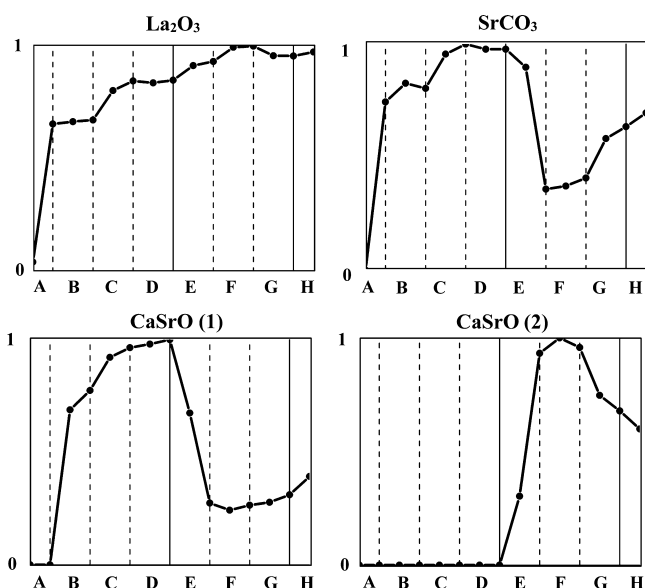 La₂O₃
SrCO₃
1
1
0
0
A B C D E F G H
A B C D E F G H
CaSrO (1)
CaSrO (2)
1
1
0
0
A B C D E F G H
A B C D E F G H